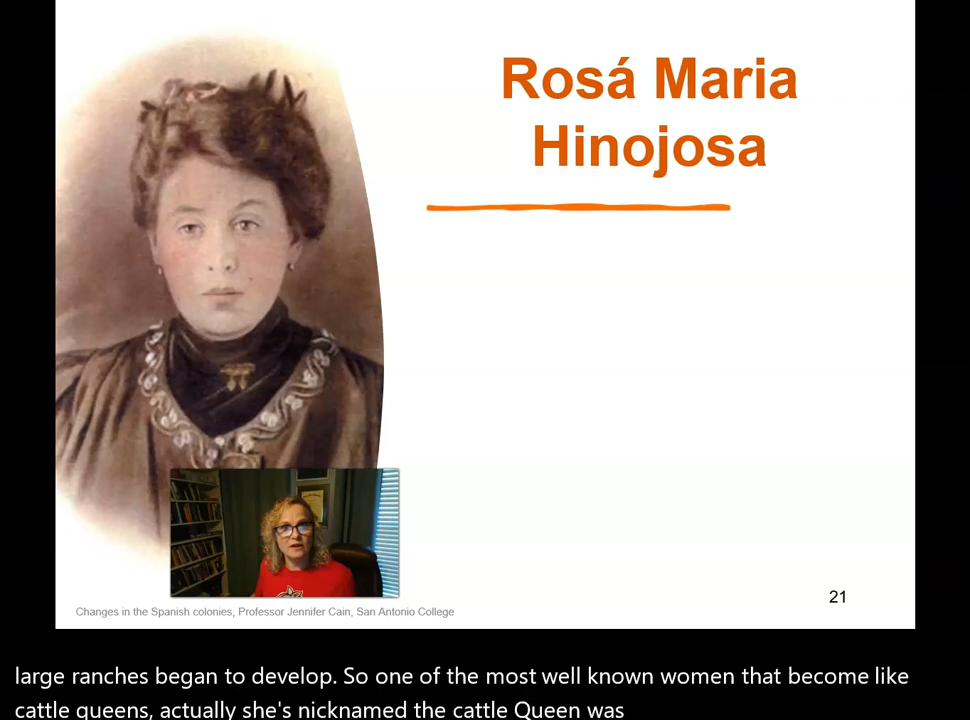 Rosá Maria
Hinojosa
Changes in the Spanish colonies, Professor Jennifer Cain, San Antonio College
21
large ranches began to develop. So one of the most well known women that become like
cattle queens, actually she's nicknamed the cattle Queen was